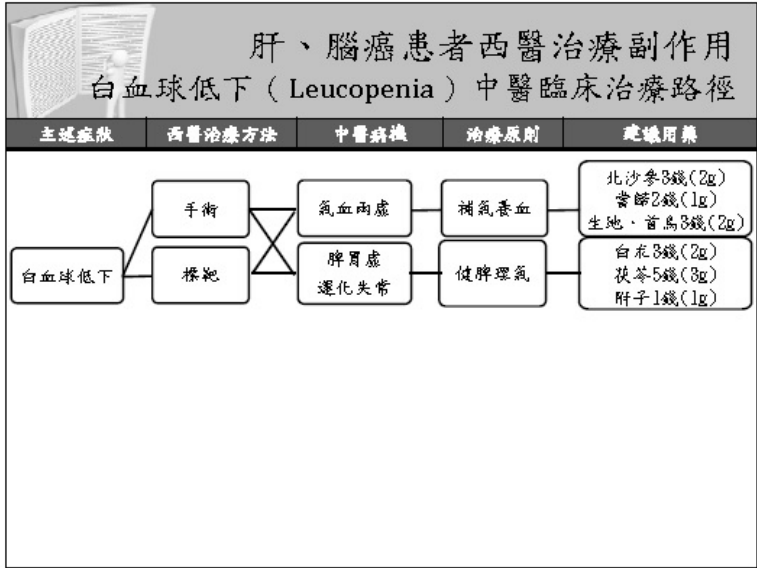 肝、腦癌患者西醫治療副作用
白血球低下（Leucopenia）中醫臨床治療路徑
主述症狀 西醫治療方法 中醫病機 治療原則 建議用藥
白血球低下
手術
標靶
氣血兩虛
脾胃虛
運化失常
補氣養血
健脾理氣
北沙參3錢(2g)
當歸2錢(1g)
生地、首烏3錢(2g)
白朮3錢(2g)
茯苓5錢(3g)
附子1錢(1g)